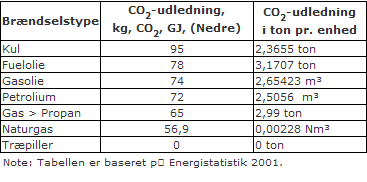 Brændselstype CO2-udledning, kg, CO2, GJ, (Nedre) CO2-udledning i ton pr. enhed
Kul 95 2,3655 ton
Fuelolie 78 3,1707 ton
Gasolie 74 2,65423 m³
Petrolium 72 2,5056 m³
Gas > Propan 65 2,99 ton
Naturgas 56,9 0,00228 Nm³
Træpiller 0 0 ton
Note: Tabellen er baseret p▯ Energistatistik 2001.